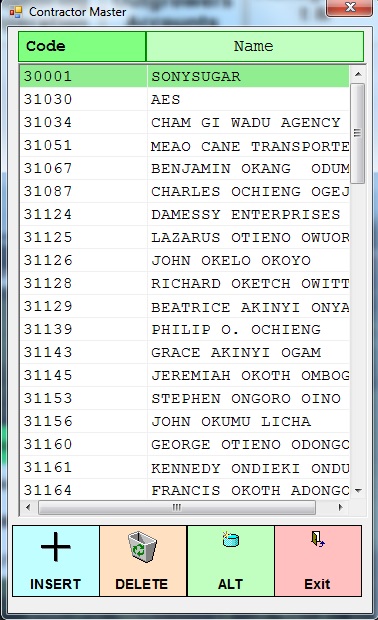 Contractor Master
Code Name
30001 SONYSUGAR
31030 AES
31034 CHAM GI WADU AGENCY
31051 MEAO CANE TRANSPORTE
31067 BENJAMIN OKANG  ODUM
31087 CHARLES OCHIENG OGEJ
31124 DAMESSY ENTERPRISES
31125 LAZARUS OTIENO OWUOR
31126 JOHN OKELO OKOYO
31128 RICHARD OKETCH OWITT
31129 BEATRICE AKINYI ONYA
31139 PHILIP O. OCHIENG
31143 GRACE AKINYI OGAM
31145 JEREMIAH OKOTH OMBOG
31153 STEPHEN ONGORO OINO
31156 JOHN OKUMU LICHA
31160 GEORGE OTIENO ODONGO
31161 KENNEDY ONDIEKI ONDU
31164 FRANCIS OKOTH ADONGO
INSERT DELETE ALT Exit